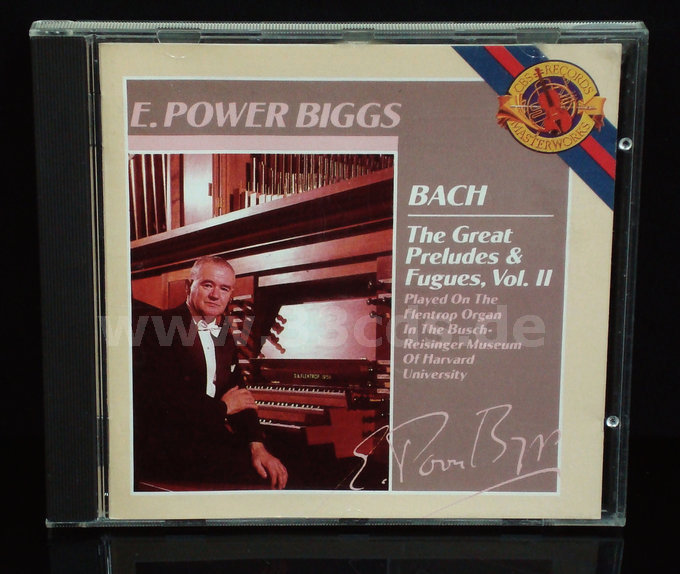 E. POWER BIGGS
CBS RECORDS
MASTERWORKS
BACH
The Great
Preludes &
Fugues, Vol. II
Played On The
Flentrop Organ
In The Busch-
Reisinger Museum
Of Harvard
University
D.A. FLENTROP 1958
E. Power Biggs